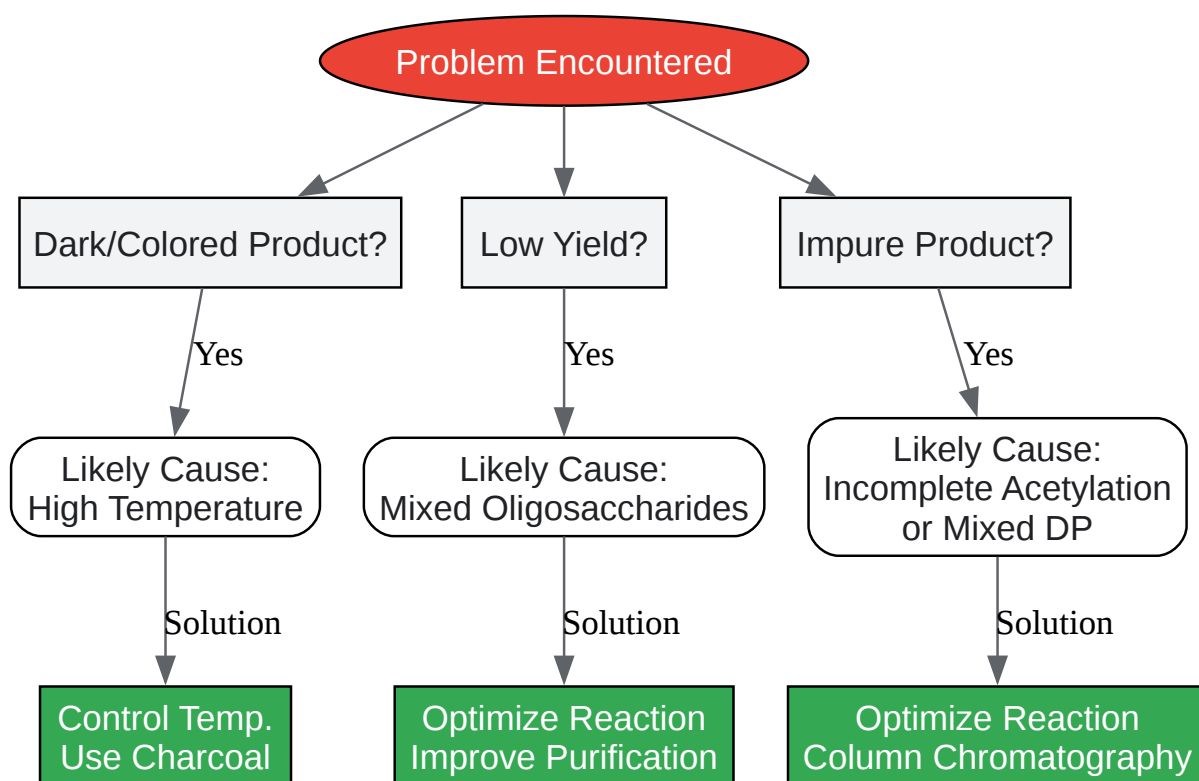 Problem Encountered
Dark/Colored Product?
Low Yield?
Impure Product?
Yes
Yes
Yes
Likely Cause:
High Temperature
Likely Cause:
Mixed Oligosaccharides
Likely Cause:
Incomplete Acetylation
or Mixed DP
Solution
Solution
Solution
Control Temp.
Use Charcoal
Optimize Reaction
Improve Purification
Optimize Reaction
Column Chromatography